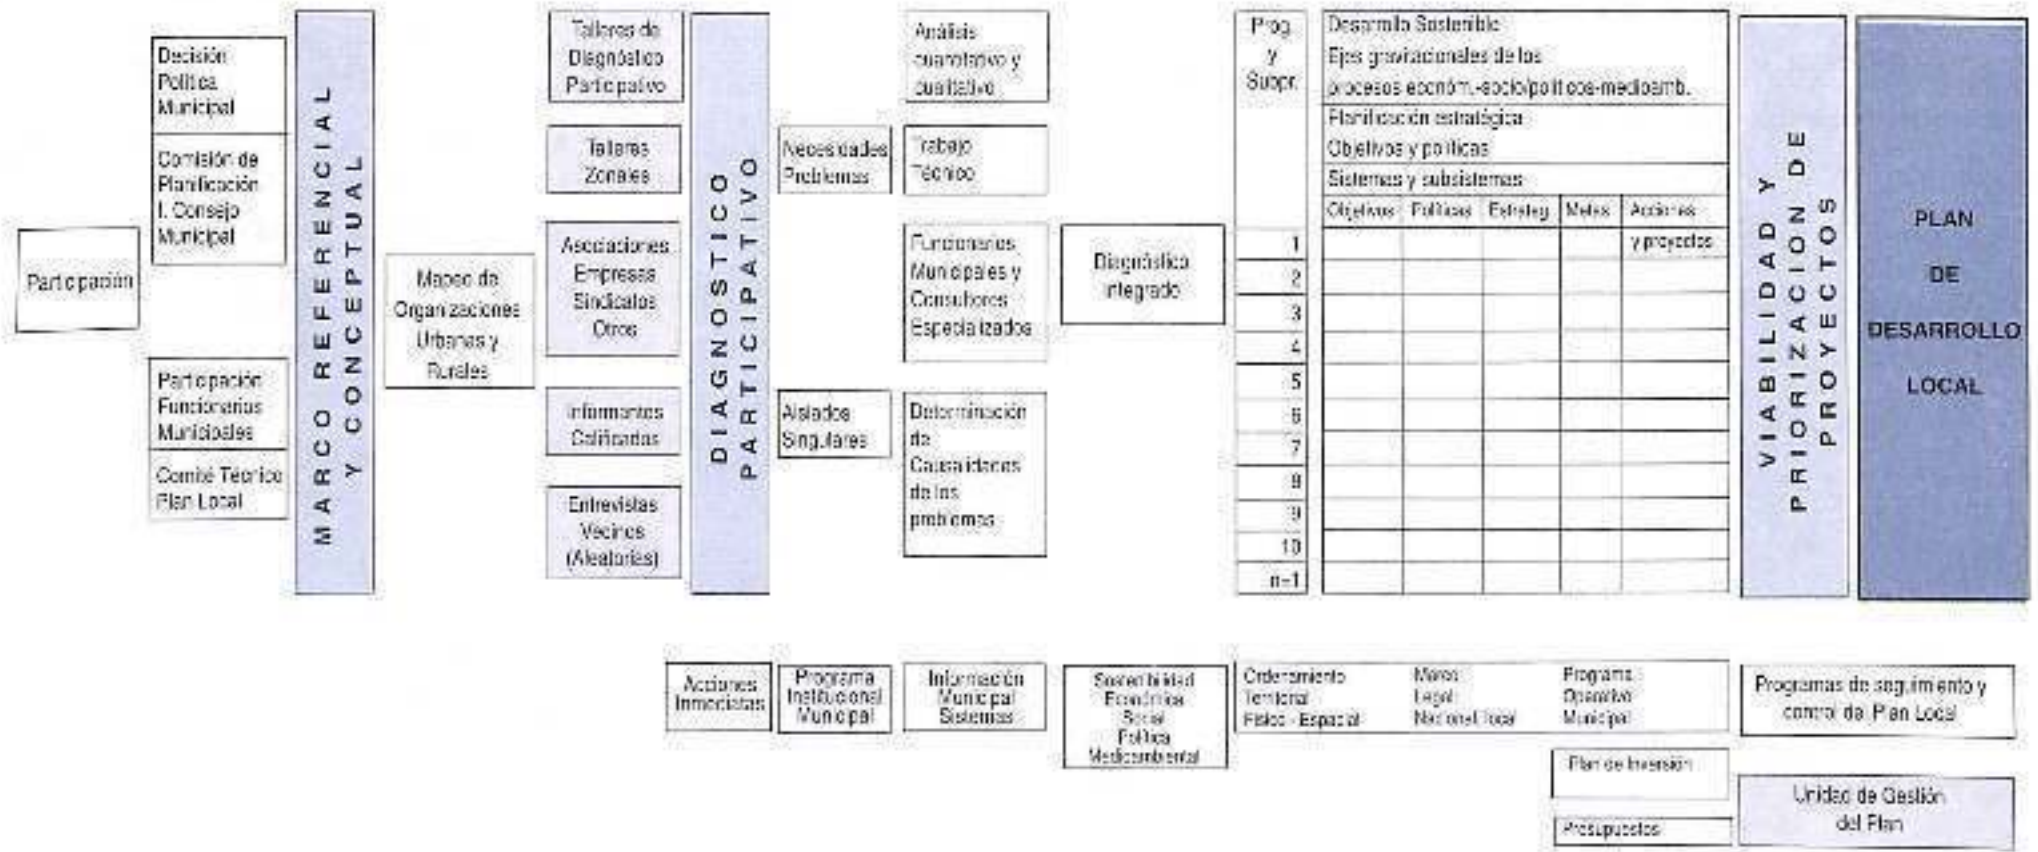 Participación
Decisión
Política
Municipal
Comisión de
Planificación
I. Consejo
Municipal
Participación
Funcionarios
Municipales
Comité Técnico
Plan Local
MARCO REFERENCIAL
Y CONCEPTUAL
Mapeo de
Organizaciones
Urbanas y
Rurales
Talleres de
Diagnóstico
Participativo
Talleres
Zonales
Asociaciones
Empresas
Sindicatos
Otros
Informantes
Calificados
Entrevistas
Vecinos
(Aleatorias)
DIAGNOSTICO
PARTICIPATIVO
Necesidades
Problemas
Aislados
Singulares
Análisis
cuantitativo y
cualitativo
Trabajo
Técnico
Funcionarios
Municipales y
Consultores
Especializados
Determinación
de
Causalidades
de los
problemas
Diagnóstico
Integrado
Prog.
y
Subpr.
1
2
3
4
5
6
7
8
9
10
n-1
Desarrollo Sostenible
Ejes gravitacionales de los
procesos económ.-socio/políticos-medioamb.
Planificación estratégica
Objetivos y políticas
Sistemas y subsistemas
Objetivos Políticas Estrateg. Metas Acciones
y proyectos
VIABILIDAD Y
PRIORIZACION DE
PROYECTOS
PLAN
DE
DESARROLLO
LOCAL
Acciones
Inmediatas
Programa
Institucional
Municipal
Información
Municipal
Sistemas
Sostenibilidad
Económica
Social
Política
Medioambiental
Ordenamiento
Territorial
Físico - Espacial
Marco
Legal
Nacional, local
Programa
Operativo
Municipal
Programas de seguimiento y
control del Plan Local
Plan de Inversión
Presupuestos
Unidad de Gestión
del Plan